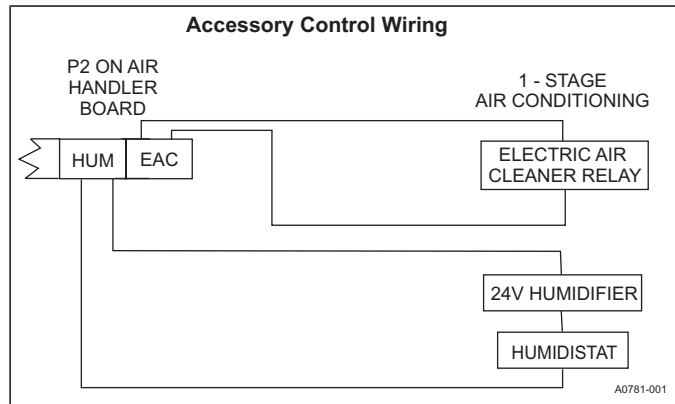 Accessory Control Wiring
P2 ON AIR
HANDLER
BOARD
1 - STAGE
AIR CONDITIONING
HUM
EAC
ELECTRIC AIR
CLEANER RELAY
24V HUMIDIFIER
HUMIDISTAT
A0781-001